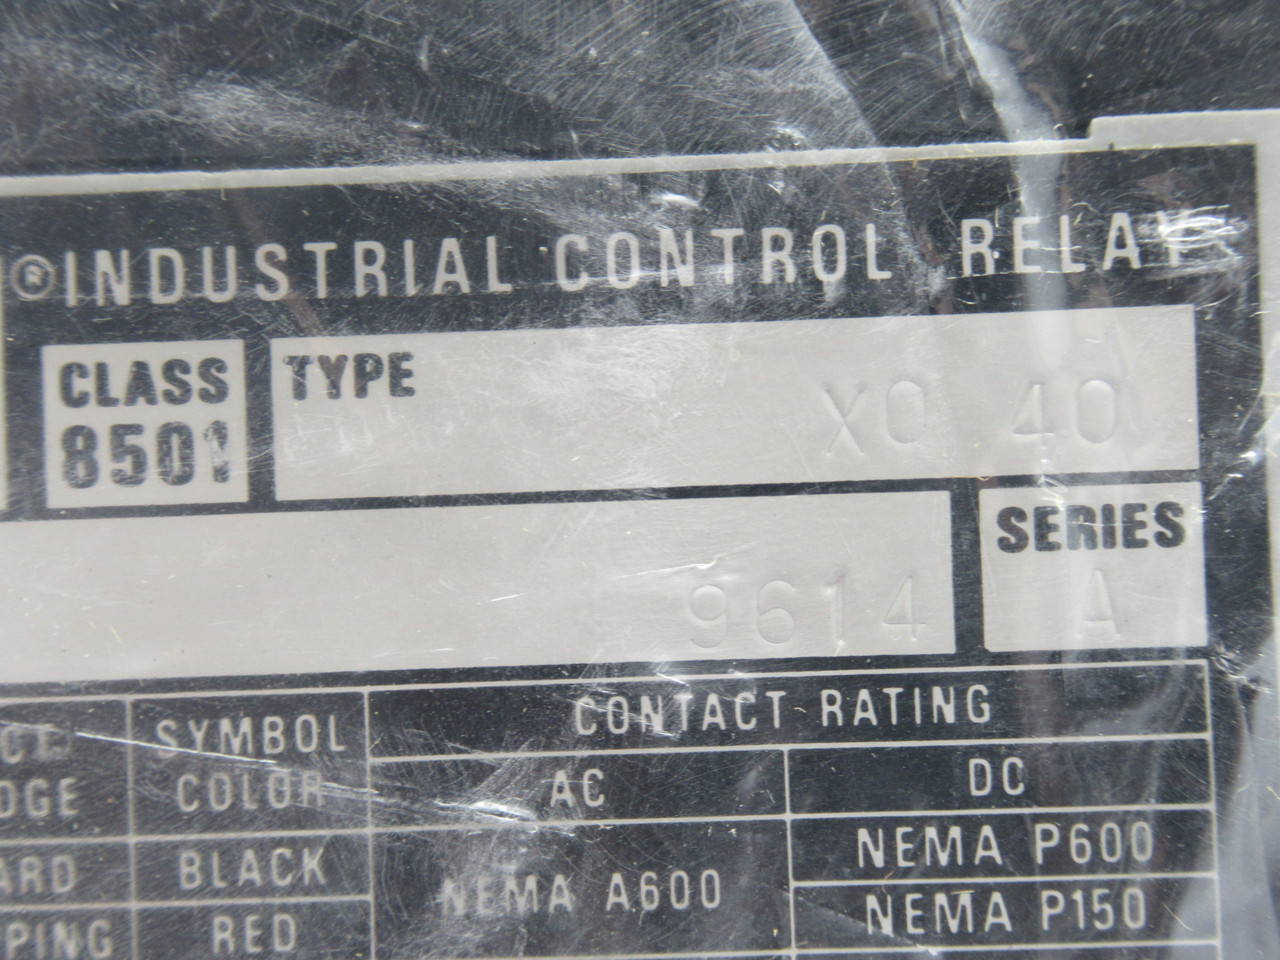 ® INDUSTRIAL CONTROL RELAY
CLASS
8501
TYPE
XO 40
9614
SERIES
A
CONTACT RATING
SYMBOL
COLOR
AC
DC
BLACK
NEMA A600
NEMA P600
RED
NEMA P150